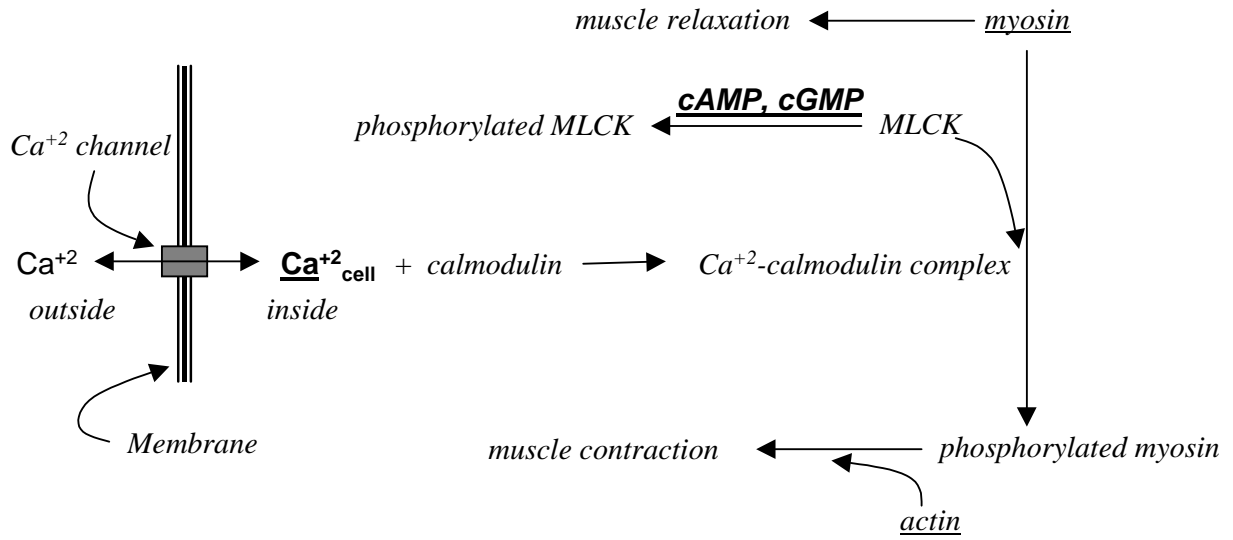 muscle relaxation myosin
cAMP, cGMP
phosphorylated MLCK MLCK
Ca+2 channel
Ca+2 Ca+2cell + calmodulin Ca+2-calmodulin complex
outside inside
Membrane
muscle contraction phosphorylated myosin
actin